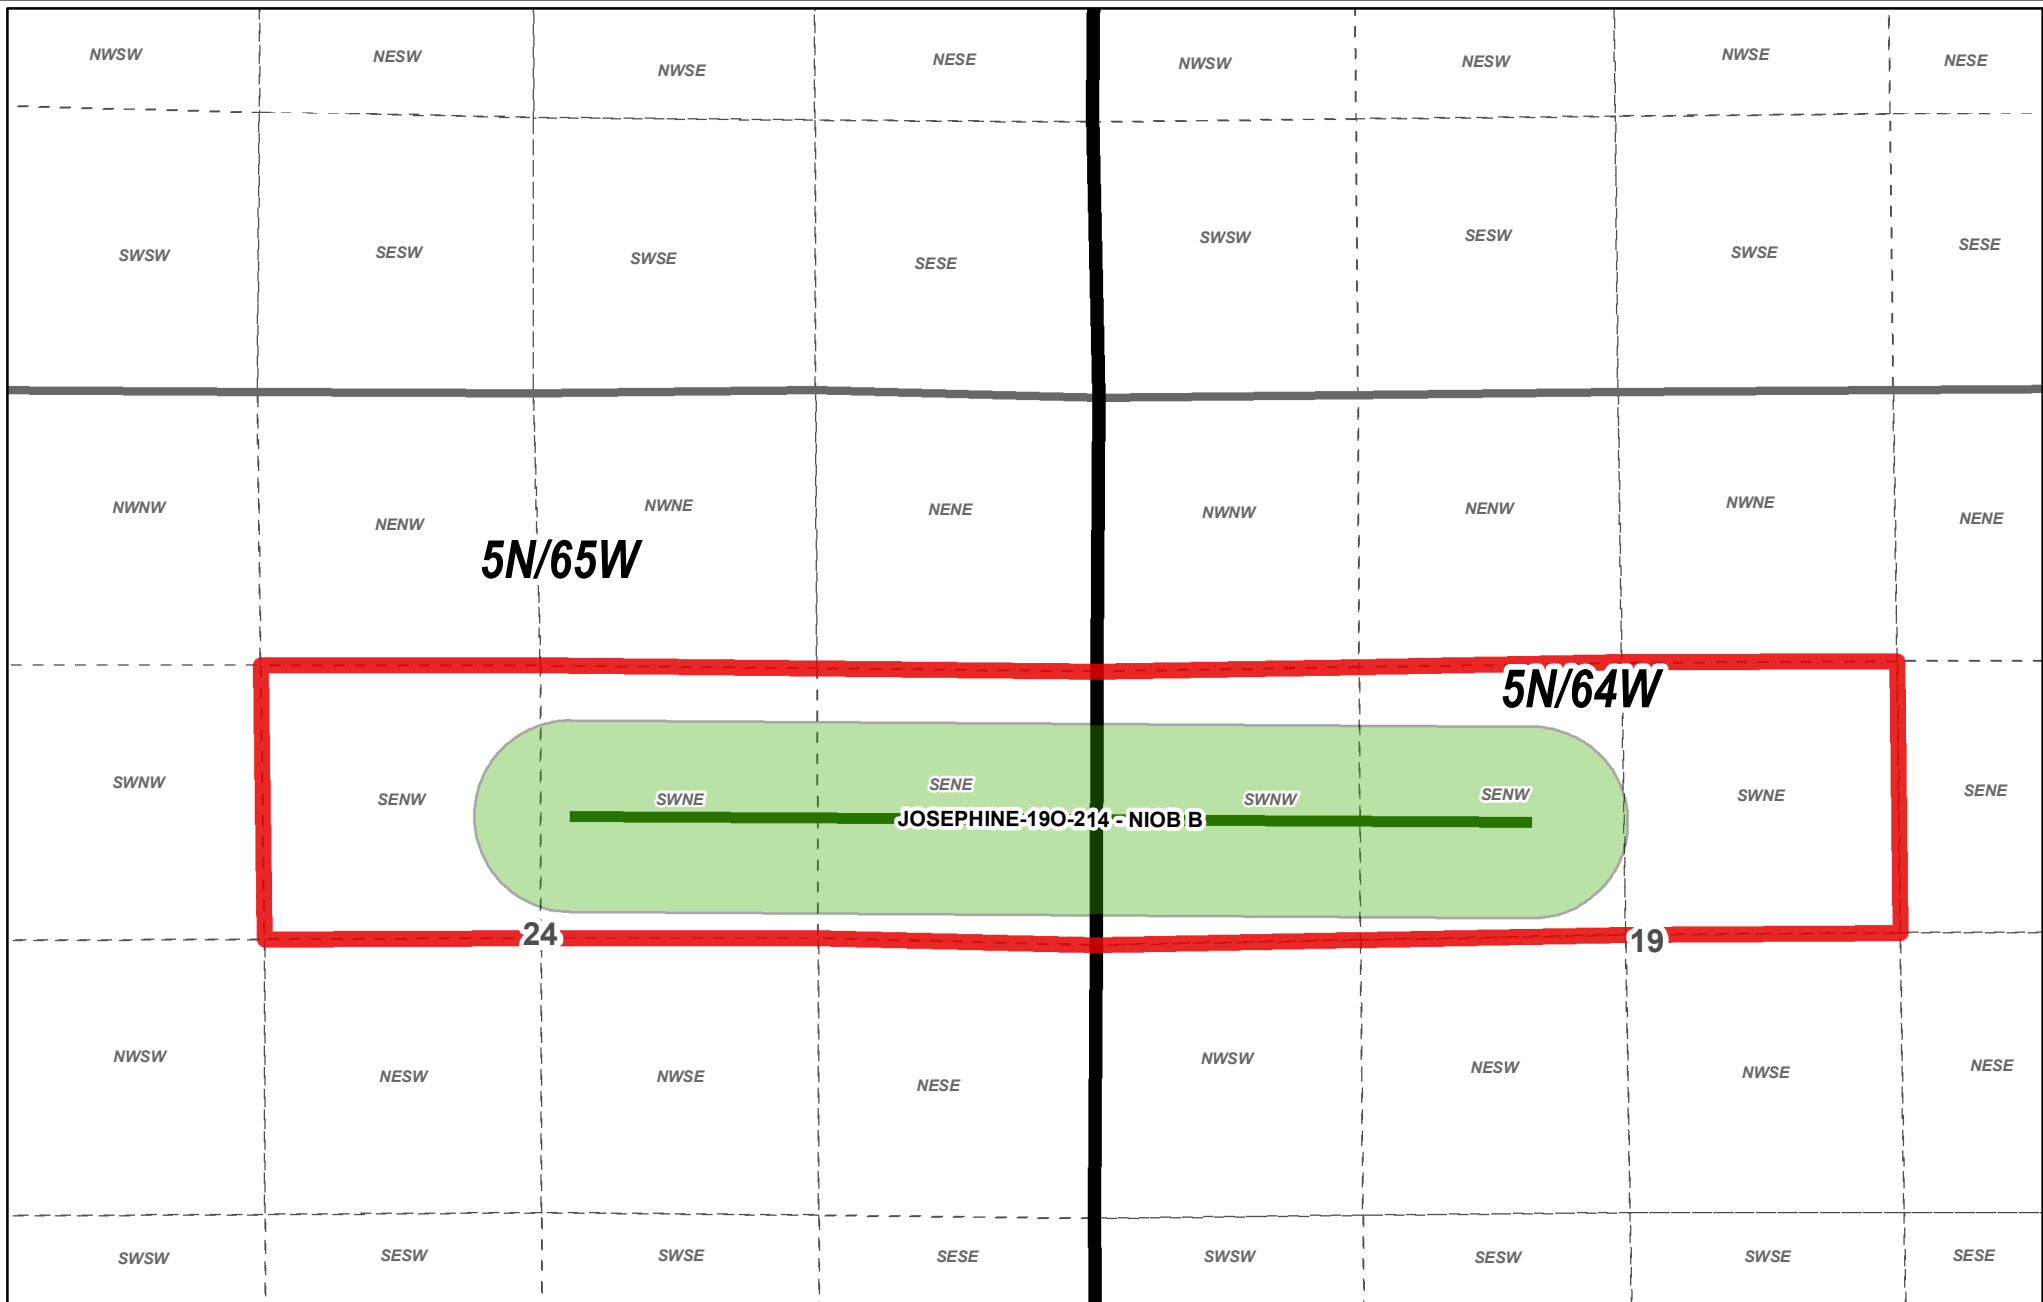 NWSW NESW NWSE NESE NWSW NESW NWSE NESE
SWSW SESW SWSE SESE SWSW SESW SWSE SESE
NWNW NENW NWNE NENE NWNW NENW NWNE NENE
5N/65W
5N/64W
SWNW SENW SWNE SENE SWNW SENW SWNE SENE
JOSEPHINE-19O-214 - NIOB B
24 19
NWSW NESW NWSE NESE NWSW NESW NWSE NESE
SWSW SESW SWSE SESE SWSW SESW SWSE SESE